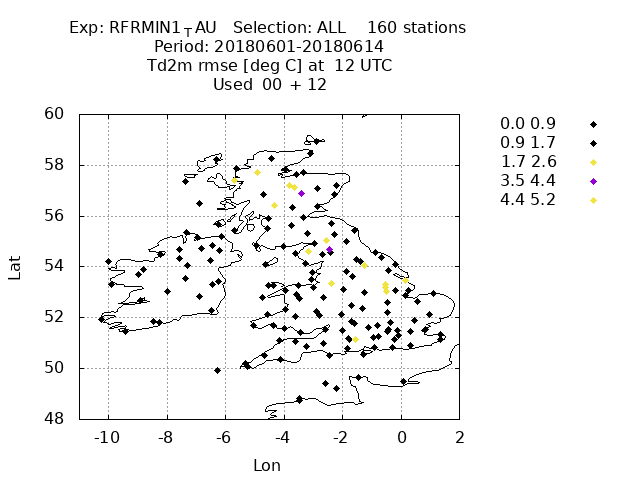 Exp: RFRMIN1_TAU   Selection: ALL    160 stations
Period: 20180601-20180614
Td2m rmse [deg C] at  12 UTC
Used  00 + 12
0.0 0.9
0.9 1.7
1.7 2.6
3.5 4.4
4.4 5.2
60
58
56
54
52
50
48
Lat
-10 -8 -6 -4 -2 0 2
Lon